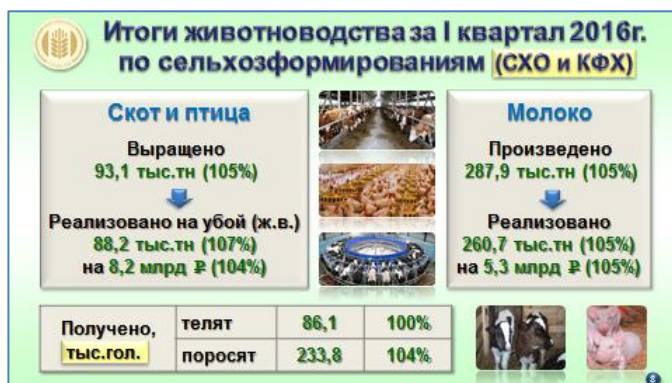 Итоги животноводства за I квартал 2016г.
по сельхозформированиям (СХО и КФХ)
Скот и птица
Выращено
93,1 тыс.тн (105%)
Реализовано на убой (ж.в.)
88,2 тыс.тн (107%)
на 8,2 млрд ₽ (104%)
Молоко
Произведено
287,9 тыс.тн (105%)
Реализовано
260,7 тыс.тн (105%)
на 5,3 млрд ₽ (105%)
Получено,
тыс.гол.
телят 86,1 100%
поросят 233,8 104%